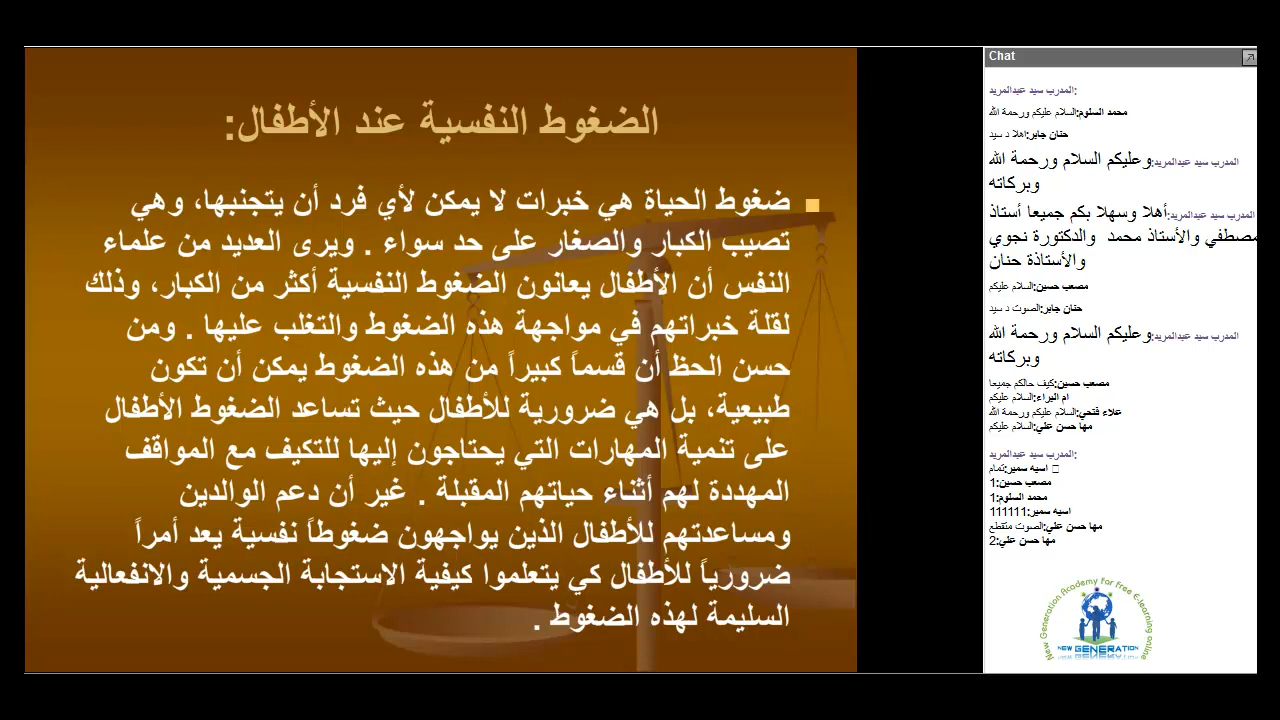 الضغوط النفسية عند الأطفال:
ضغوط الحياة هي خبرات لا يمكن لأي فرد أن يتجنبها، وهي
تصيب الكبار والصغار على حد سواء . ويرى العديد من علماء
النفس أن الأطفال يعانون الضغوط النفسية أكثر من الكبار، وذلك
لقلة خبراتهم في مواجهة هذه الضغوط والتغلب عليها . ومن
حسن الحظ أن قسماً كبيراً من هذه الضغوط يمكن أن تكون
طبيعية، بل هي ضرورية للأطفال حيث تساعد الضغوط الأطفال
على تنمية المهارات التي يحتاجون إليها للتكيف مع المواقف
المهددة لهم أثناء حياتهم المقبلة . غير أن دعم الوالدين
ومساعدتهم للأطفال الذين يواجهون ضغوطاً نفسية يعد أمراً
ضرورياً للأطفال كي يتعلموا كيفية الاستجابة الجسمية والانفعالية
السليمة لهذه الضغوط .
Chat
المدرب سيد عبدالمريد:
محمد السلوم:السلام عليكم ورحمة الله
حنان جابر:اهلا د سيد
المدرب سيد عبدالمريد:وعليكم السلام ورحمة الله
وبركاته
المدرب سيد عبدالمريد:أهلا وسهلا بكم جميعا أستاذ
مصطفي والأستاذ محمد والدكتورة نجوي
والأستاذة حنان
مصعب حسين:السلام عليكم
حنان جابر:الصوت د سيد
المدرب سيد عبدالمريد:وعليكم السلام ورحمة الله
وبركاته
مصعب حسين:كيف حالكم جميعا
ام البراء:السلام عليكم
علاء فتحي:السلام عليكم ورحمة الله
مها حسن علي:السلام عليكم
المدرب سيد عبدالمريد:
اسيه سمير:تمام
مصعب حسين:1
محمد السلوم:1
اسيه سمير:111111
مها حسن علي:الصوت متقطع
مها حسن علي:2
New Generation Academy For Free E-learning online
NEW GENERATION